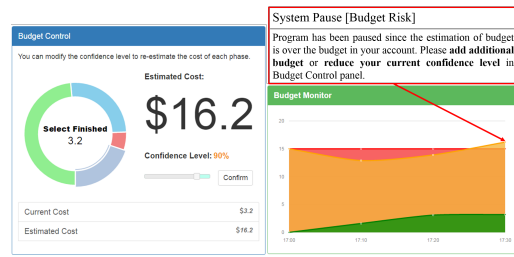 Budget Control
You can modify the confidence level to re-estimate the cost of each phase.
Select Finished
3.2
Estimated Cost:
$16.2
Confidence Level: 90%
Confirm
Current Cost $3.2
Estimated Cost $16.2
System Pause [Budget Risk]
Program has been paused since the estimation of budget
is over the budget in your account. Please add additional
budget or reduce your current confidence level in
Budget Control panel.
Budget Monitor
20
15
10
5
0
17:00 17:10 17:20 17:30